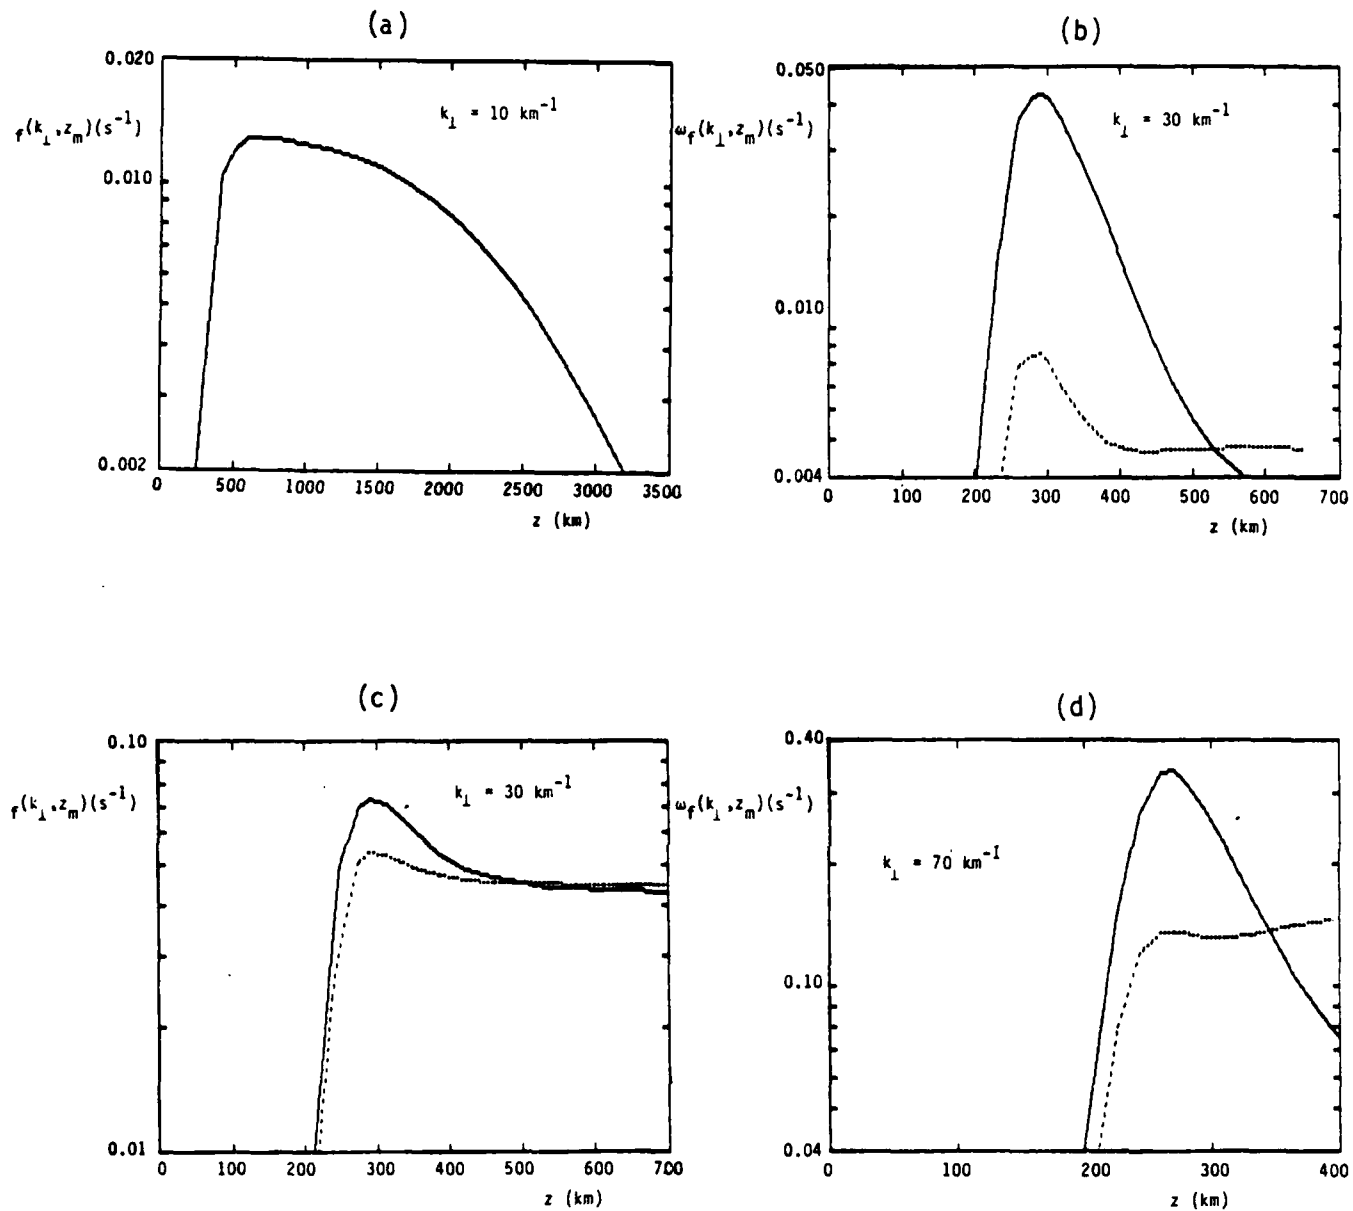 (a)
0.020
f(k⊥,zm)(s-1)
k⊥ = 10 km-1
0.010
0.002
0 500 1000 1500 2000 2500 3000 3500
z (km)
(b)
0.050
ωf(k⊥,zm)(s-1)
k⊥ = 30 km-1
0.010
0.004
0 100 200 300 400 500 600 700
z (km)
(c)
0.10
f(k⊥,zm)(s-1)
k⊥ = 30 km-1
0.01
0 100 200 300 400 500 600 700
z (km)
(d)
0.40
ωf(k⊥,zm)(s-1)
k⊥ = 70 km-1
0.10
0.04
0 100 200 300 400
z (km)